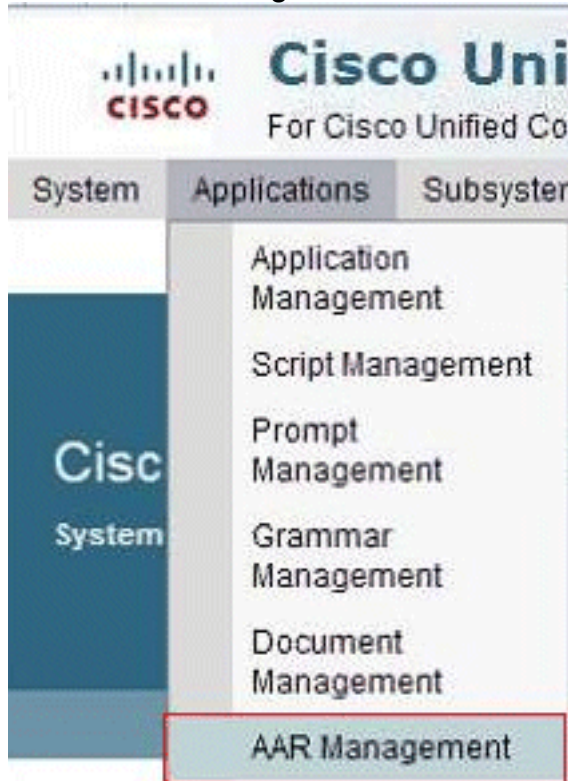 CISCO
Cisco Uni
For Cisco Unified Co
System Applications Subsyster
Application
Management
Script Management
Prompt
Management
Grammar
Management
Document
Management
AAR Management
Cisc
System